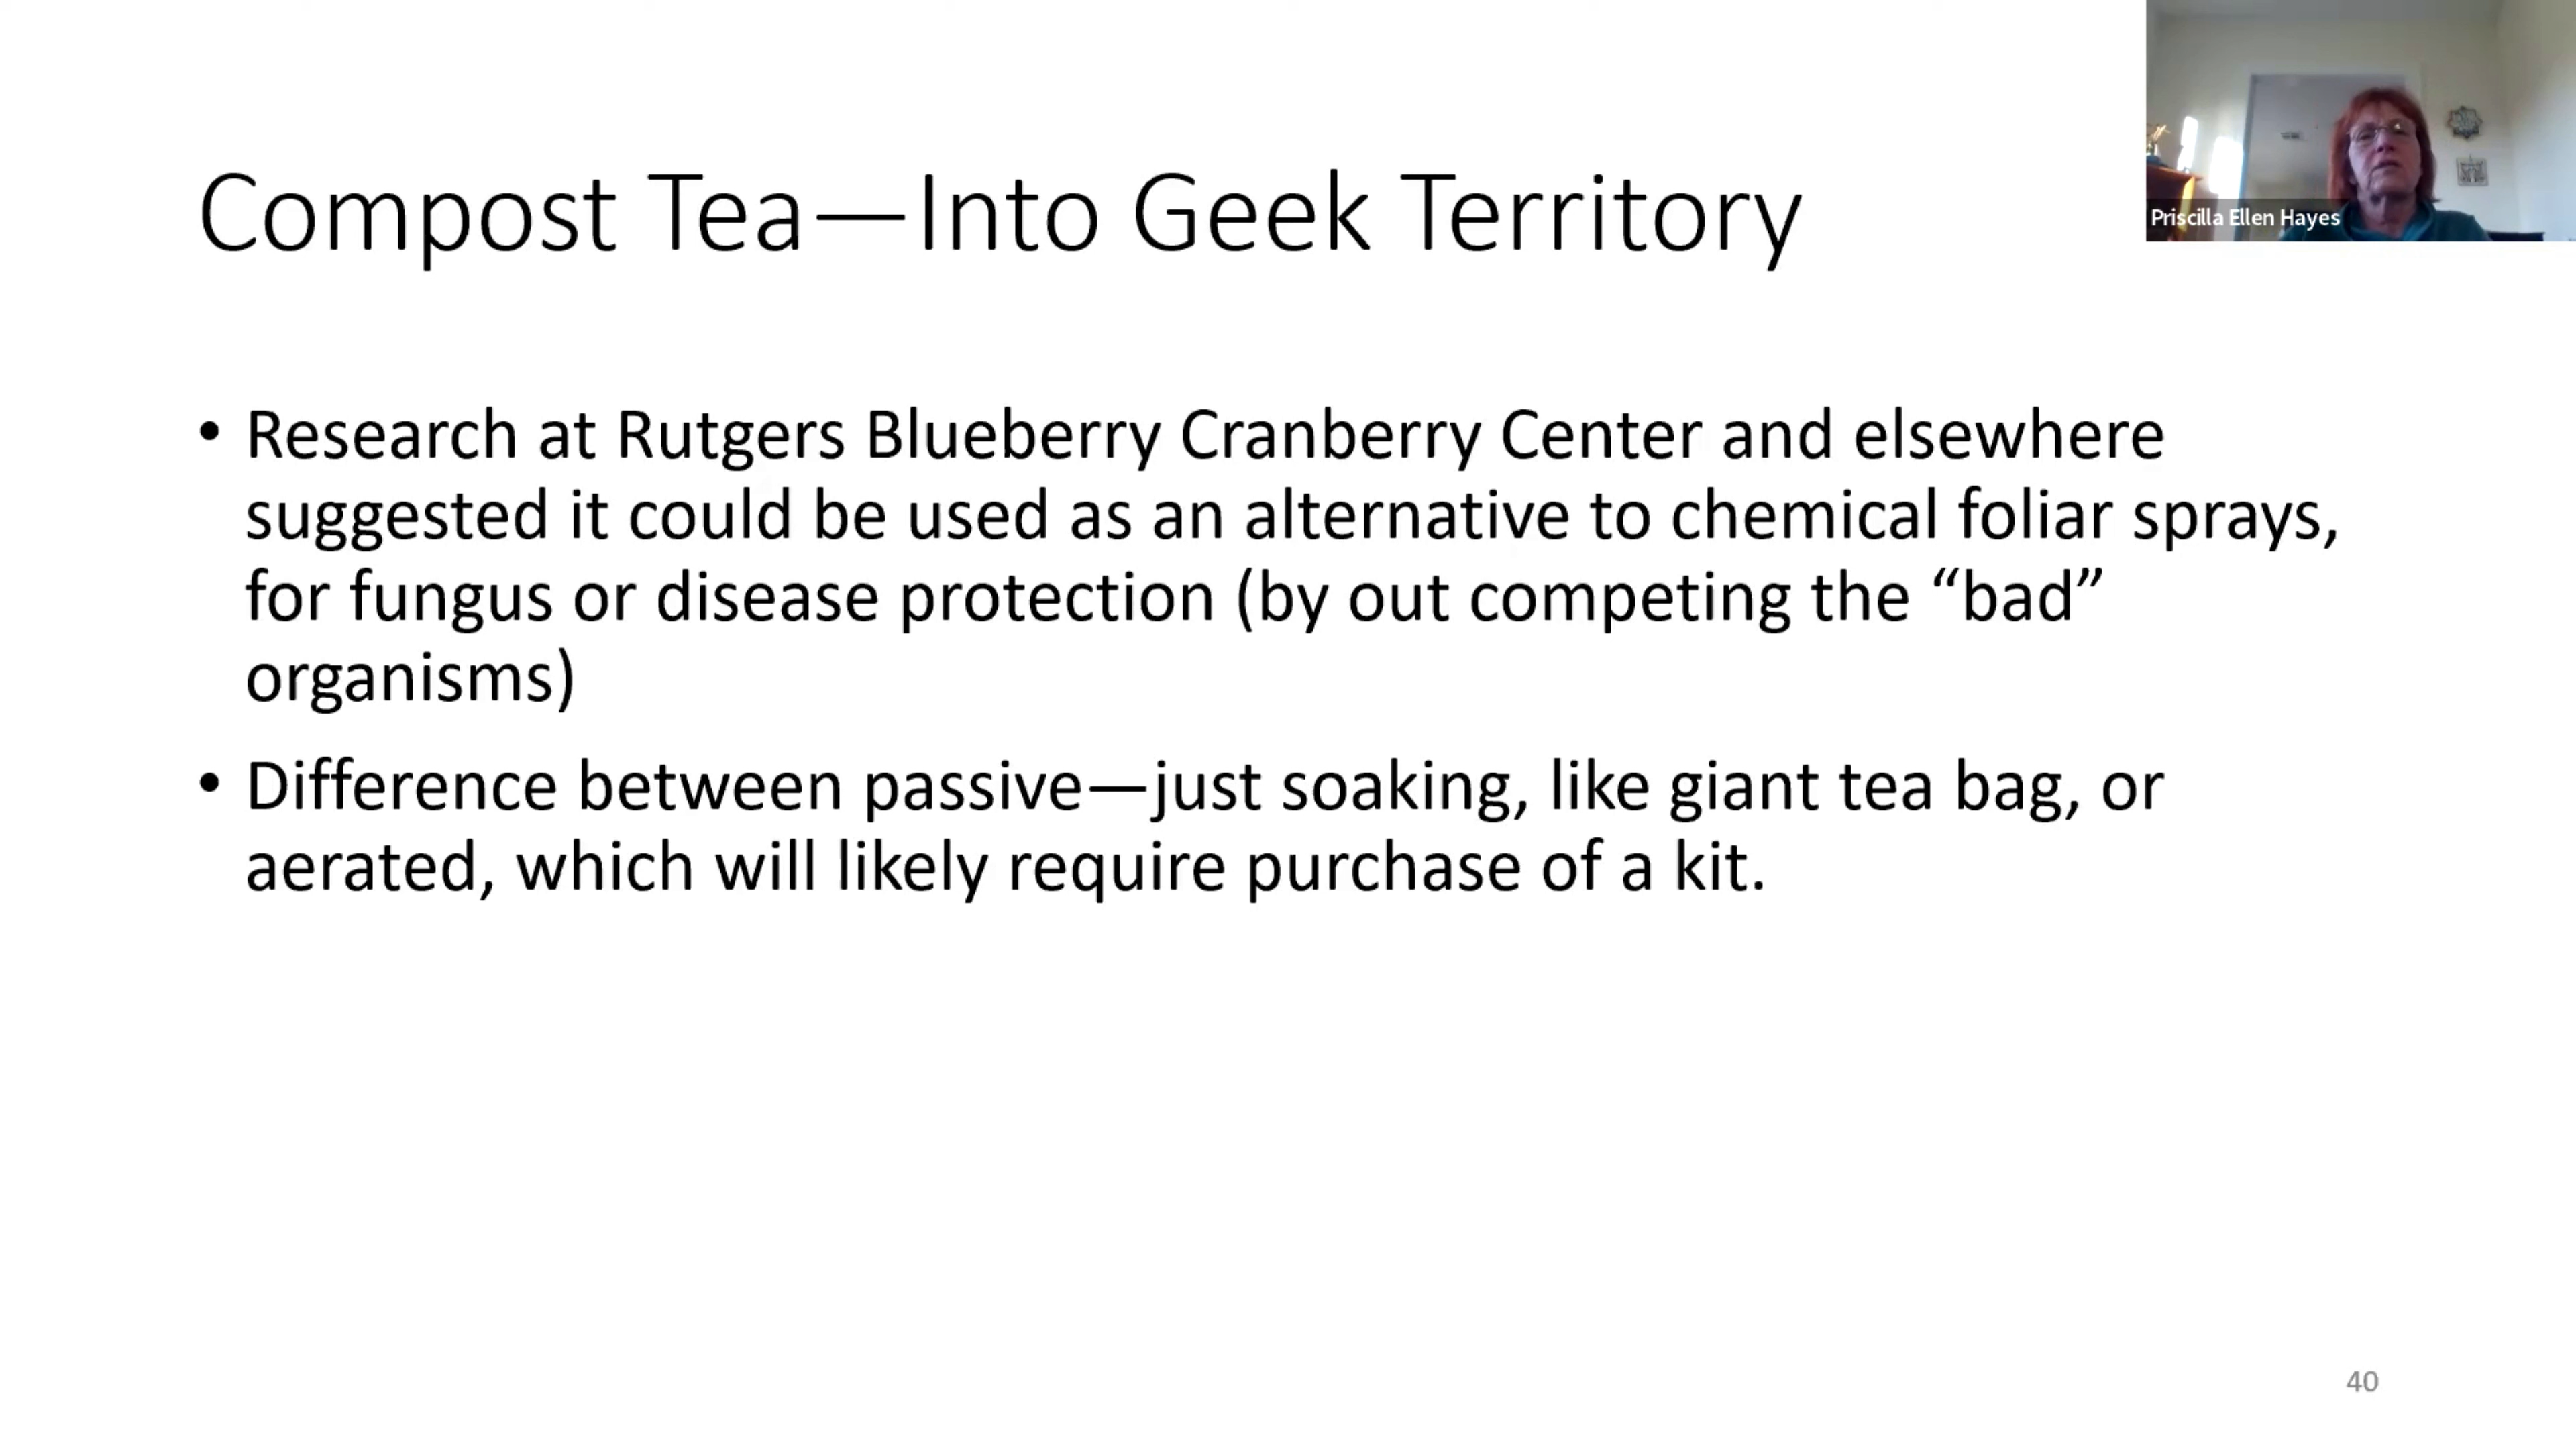 Compost Tea—Into Geek Territory
Priscilla Ellen Hayes
• Research at Rutgers Blueberry Cranberry Center and elsewhere
suggested it could be used as an alternative to chemical foliar sprays,
for fungus or disease protection (by out competing the “bad”
organisms)
• Difference between passive—just soaking, like giant tea bag, or
aerated, which will likely require purchase of a kit.
40